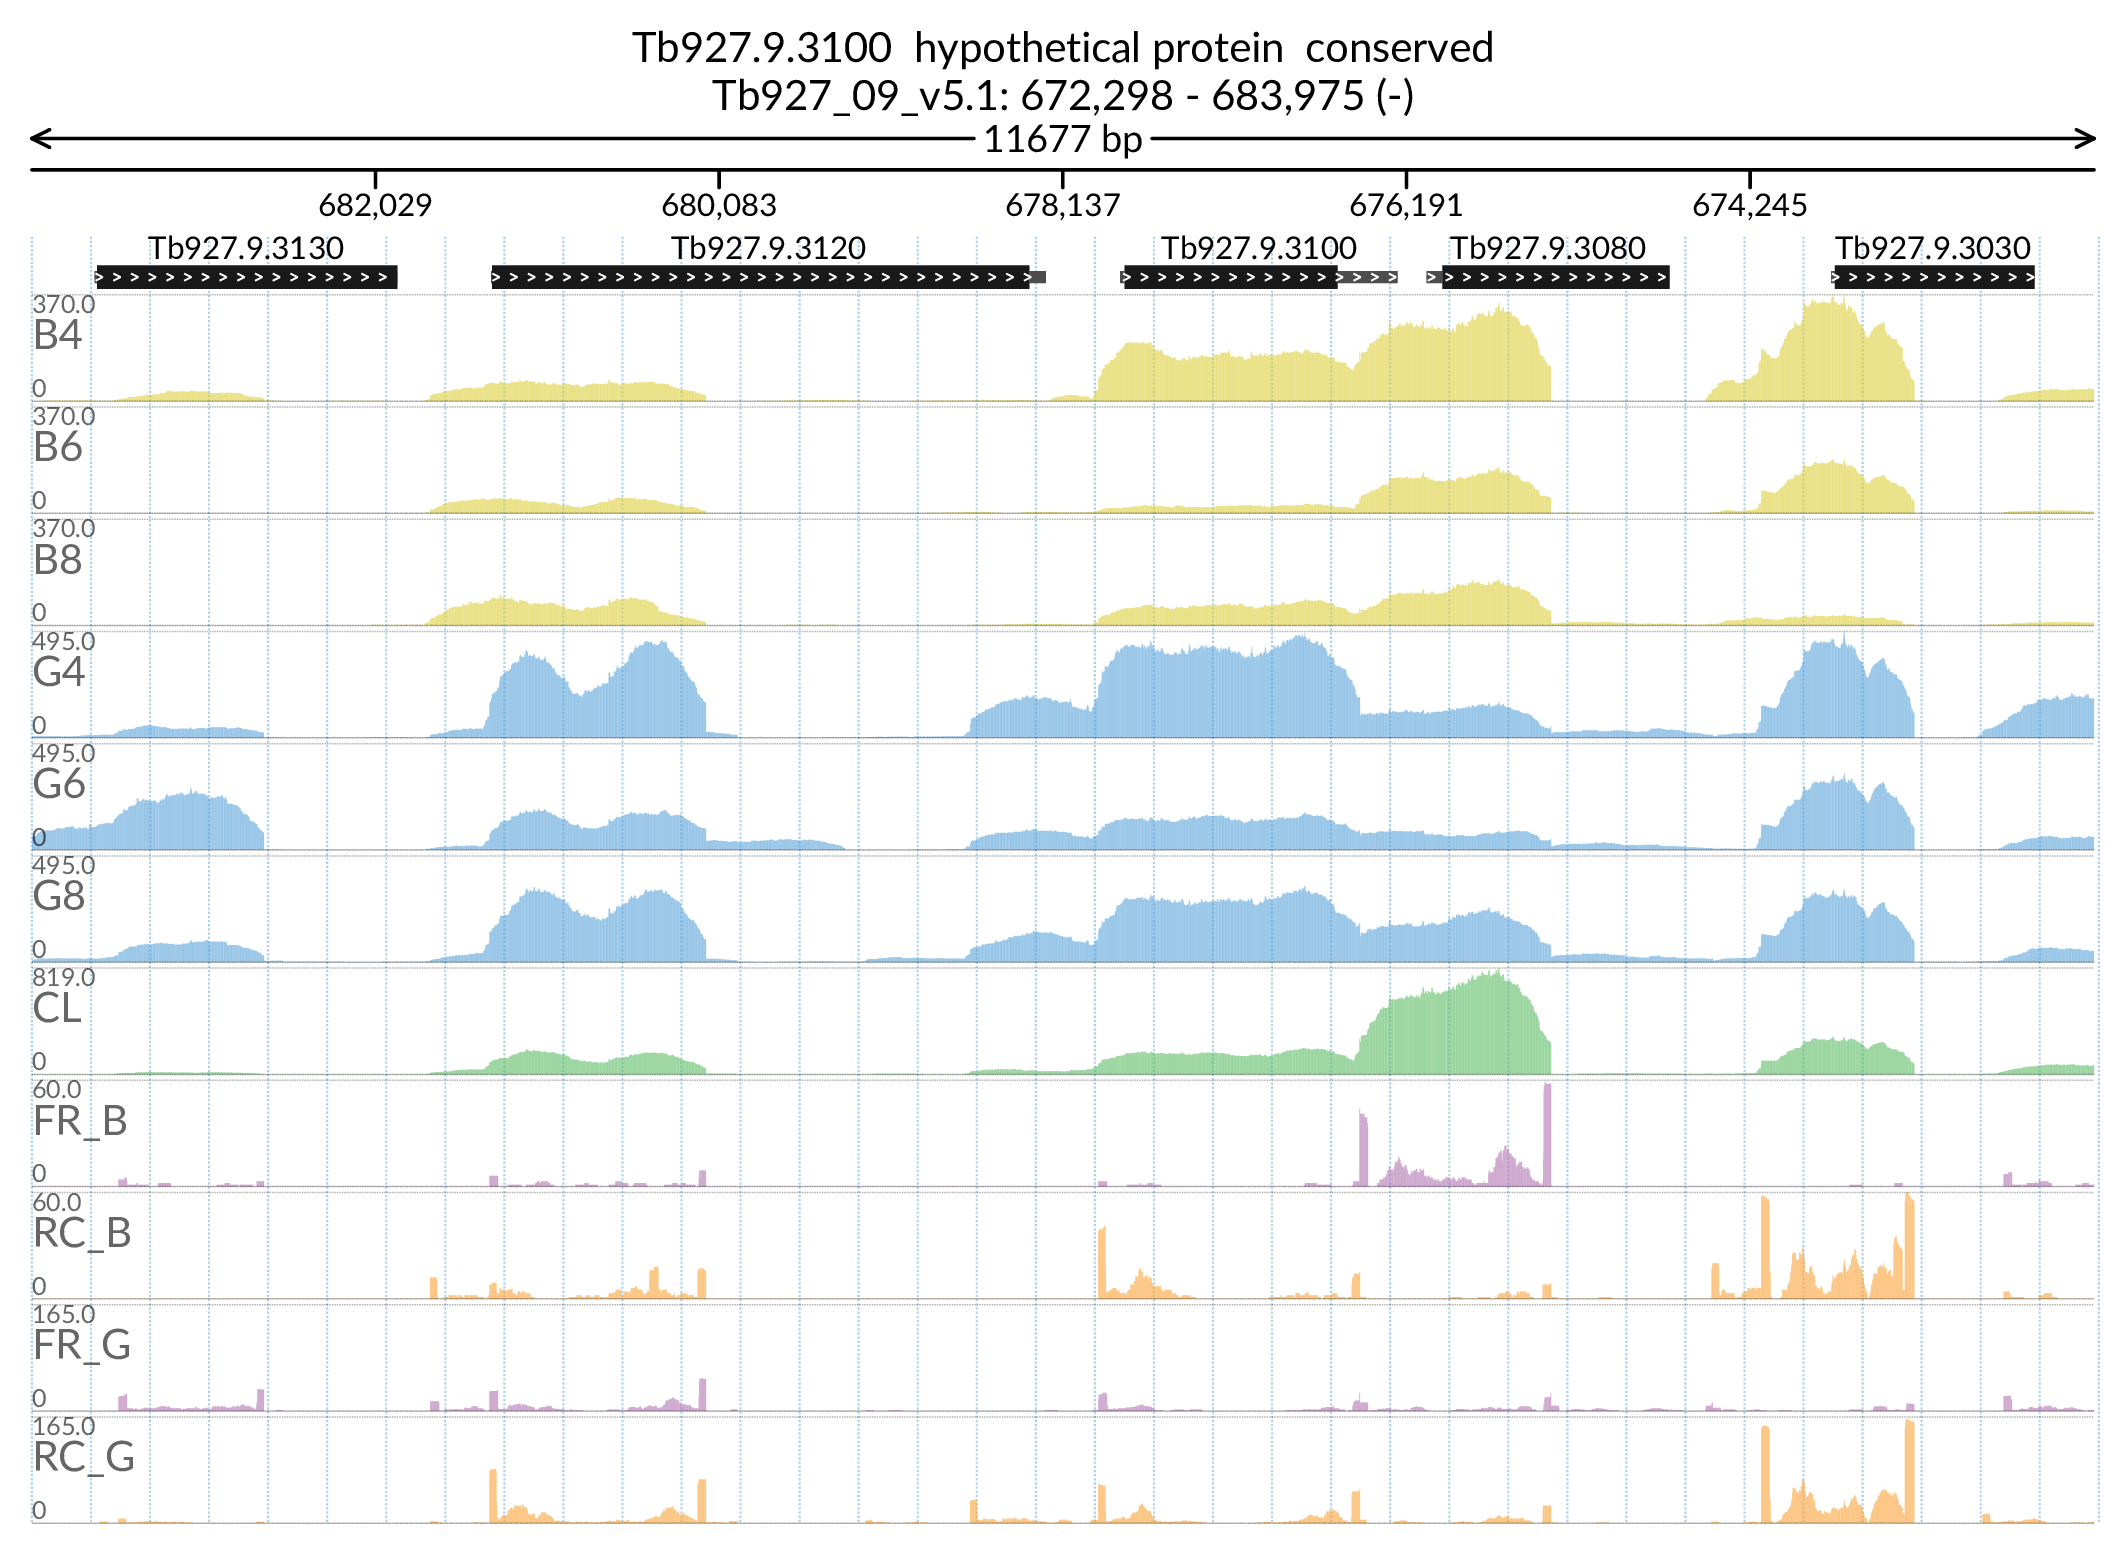 Tb927.9.3100  hypothetical protein  conserved
Tb927_09_v5.1: 672,298 - 683,975 (-)
11677 bp
682,029 680,083 678,137 676,191 674,245
Tb927.9.3130 Tb927.9.3120 Tb927.9.3100 Tb927.9.3080 Tb927.9.3030
370.0
B4
0
370.0
B6
0
370.0
B8
0
495.0
G4
0
495.0
G6
0
495.0
G8
0
819.0
CL
0
60.0
FR_B
0
60.0
RC_B
0
165.0
FR_G
0
165.0
RC_G
0